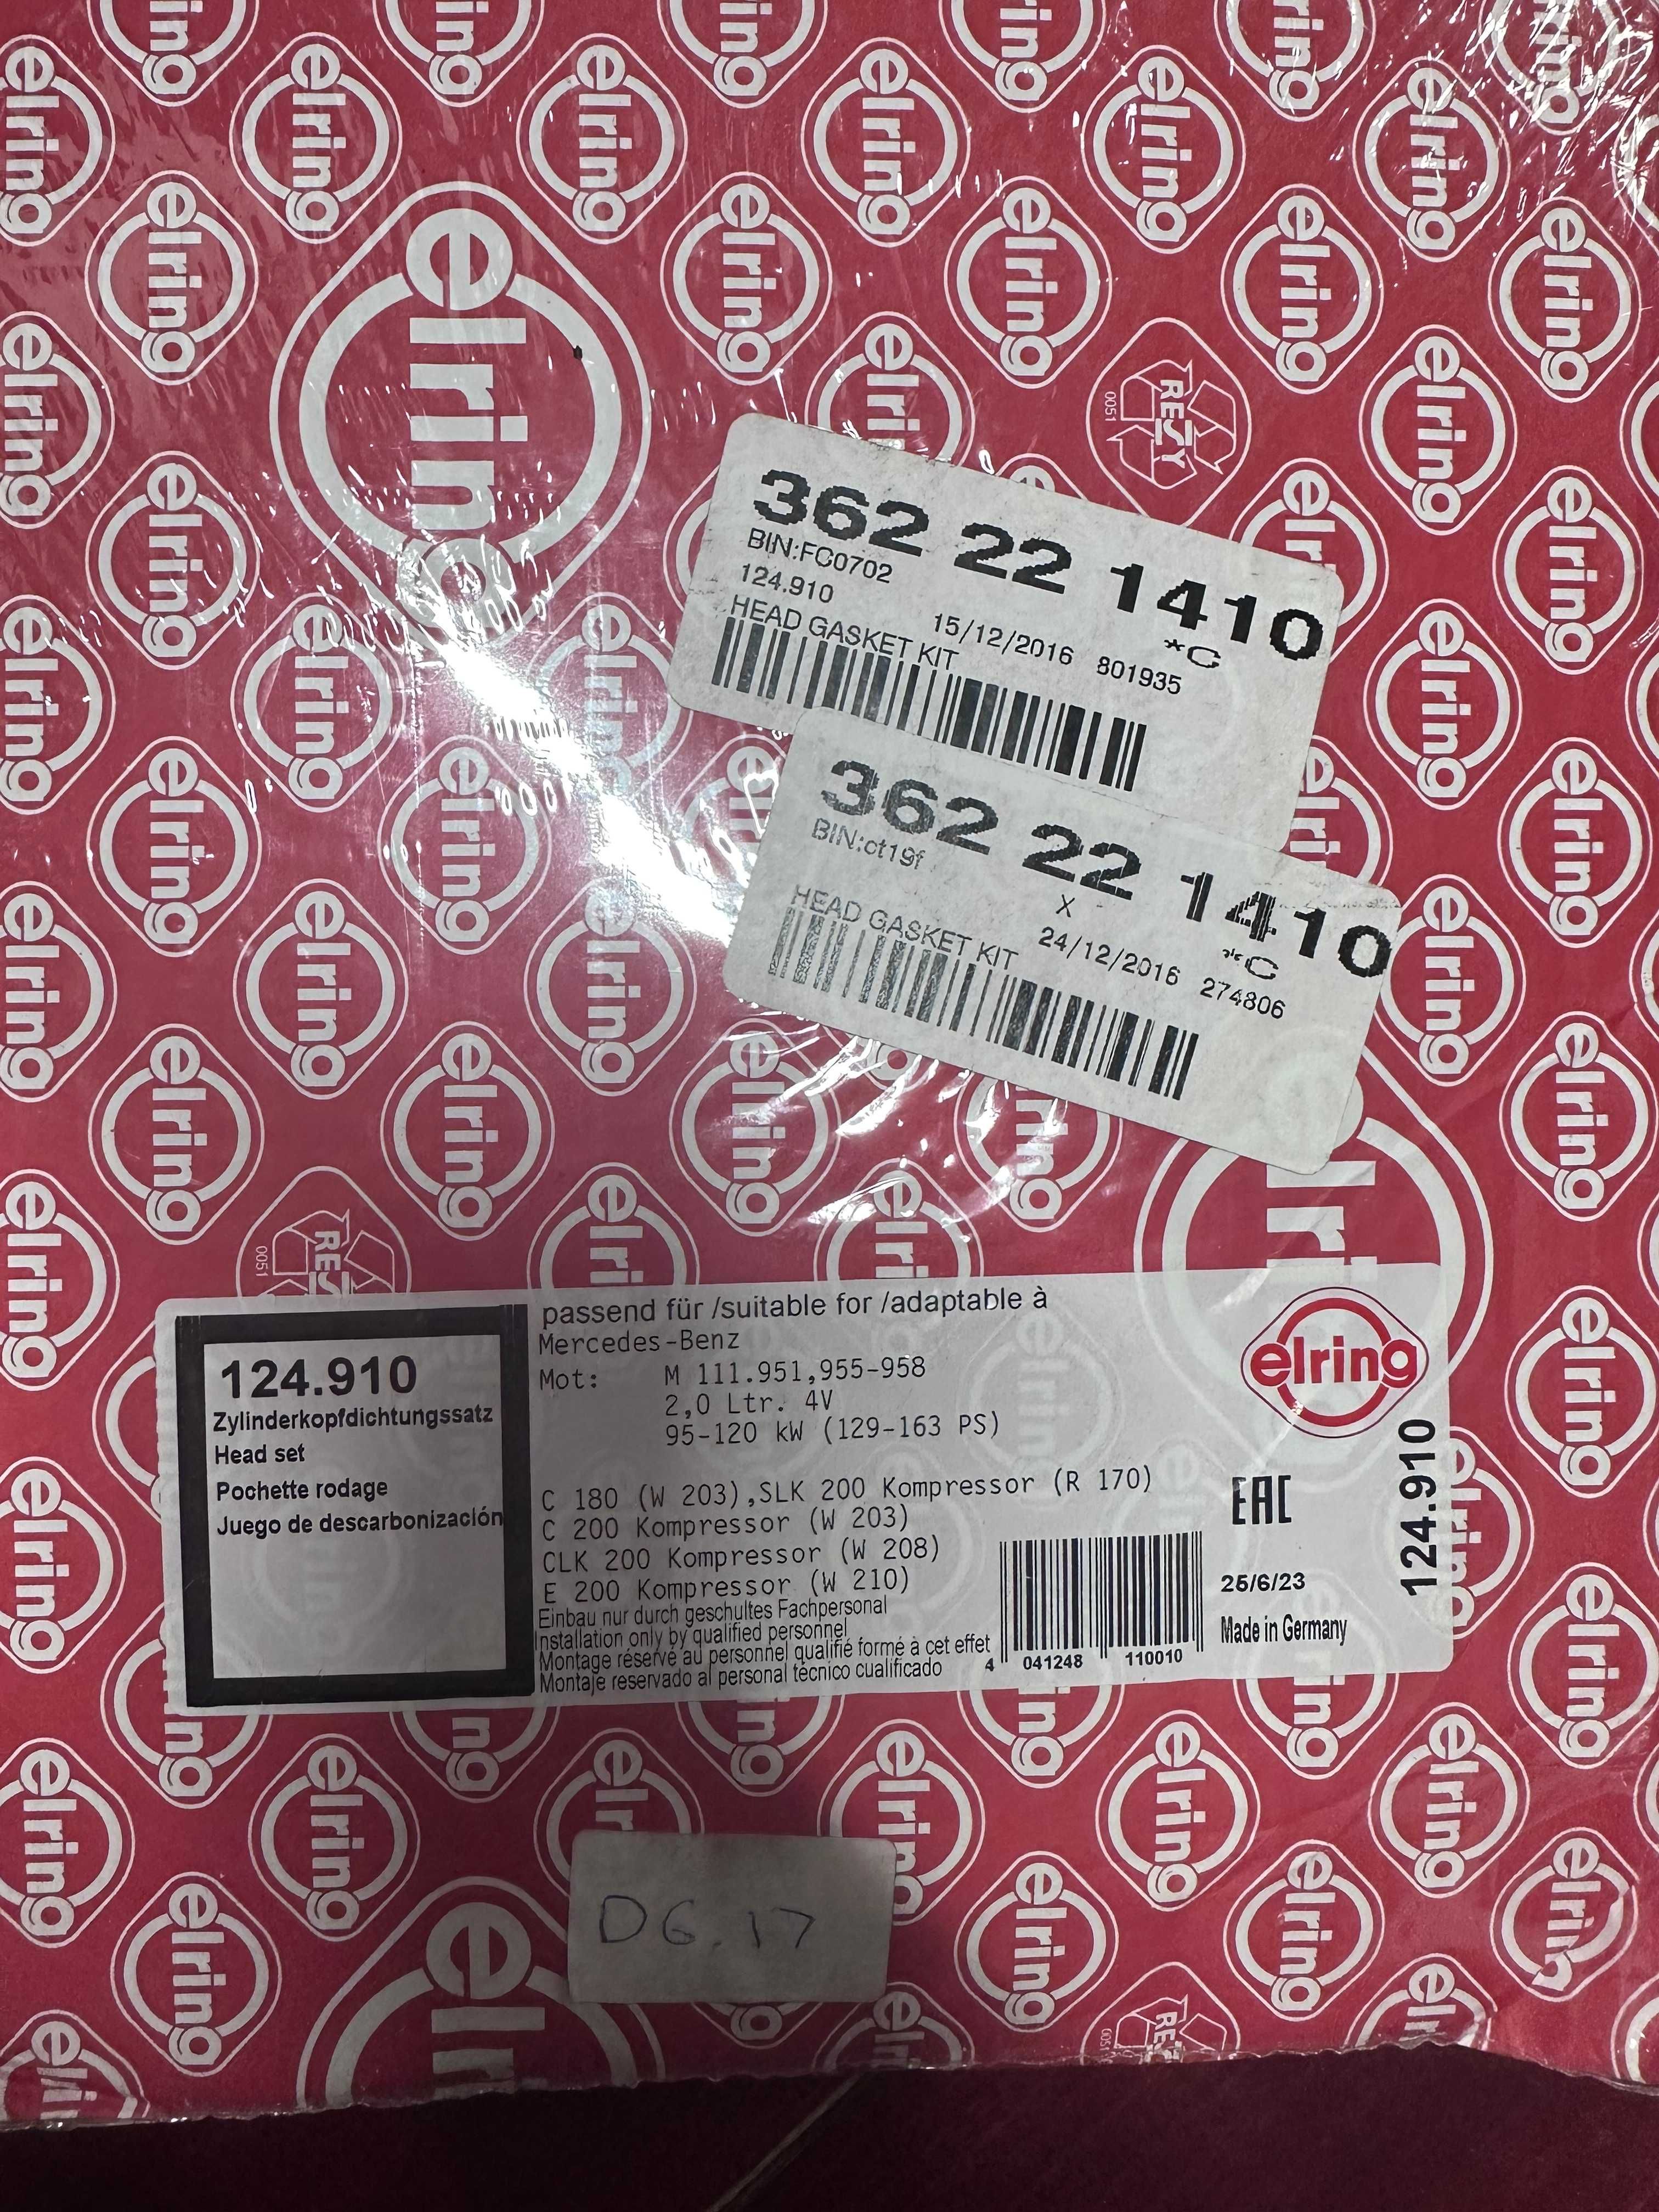 elring
RESY
0051
362 22 1410
BIN:FC0702
*C
124.910
15/12/2016 801935
HEAD GASKET KIT
362 22 1410
BIN:ct19f
X
*C
24/12/2016 274806
HEAD GASKET KIT
RESY
0051
124.910
Zylinderkopfdichtungssatz
Head set
Pochette rodage
Juego de descarbonización
passend für /suitable for /adaptable à
Mercedes-Benz
Mot: M 111.951,955-958
2,0 Ltr. 4V
95-120 kW (129-163 PS)
C 180 (W 203),SLK 200 Kompressor (R 170)
C 200 Kompressor (W 203)
CLK 200 Kompressor (W 208)
E 200 Kompressor (W 210)
Einbau nur durch geschultes Fachpersonal
Installation only by qualified personnel
Montage réservé au personnel qualifié formé à cet effet
Montaje reservado al personal técnico cualificado
4 041248 110010
elring
EAC
25/6/23
Made in Germany
124.910
D6.17